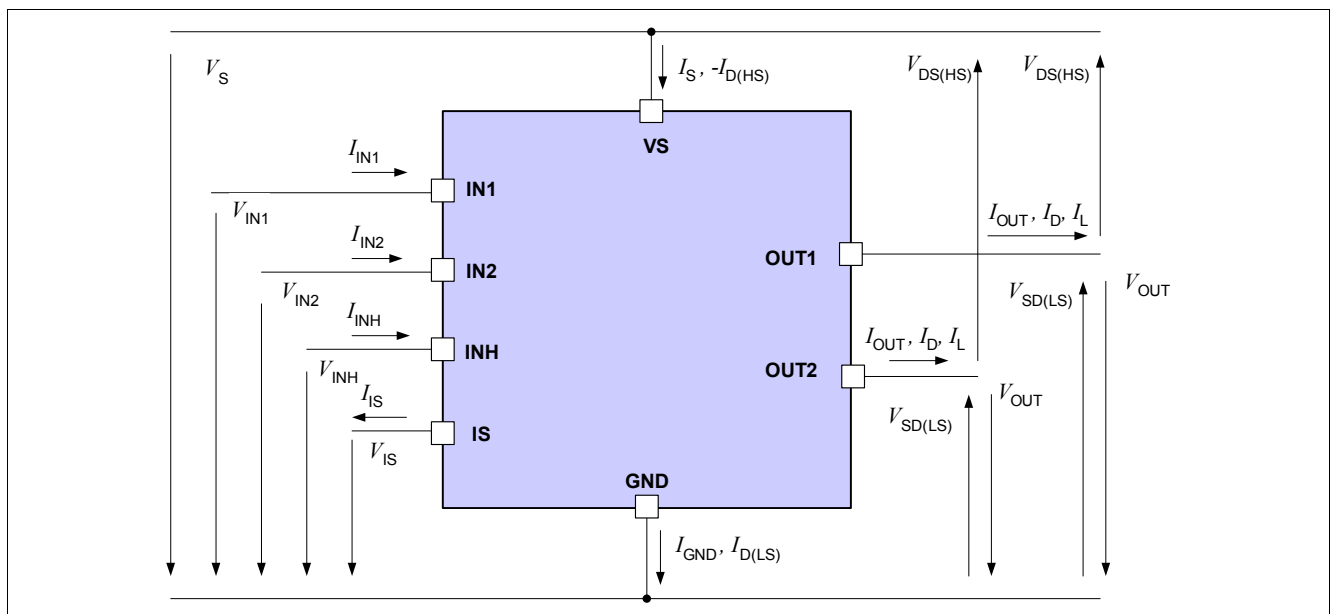 V_S
I_S , -I_D(HS)
V_DS(HS)
V_DS(HS)
VS
I_IN1
IN1
V_IN1
I_IN2
IN2
V_IN2
I_INH
INH
V_INH
I_IS
IS
V_IS
OUT1
I_OUT , I_D , I_L
V_SD(LS)
V_OUT
OUT2
I_OUT , I_D, I_L
V_SD(LS)
V_OUT
GND
I_GND , I_D(LS)